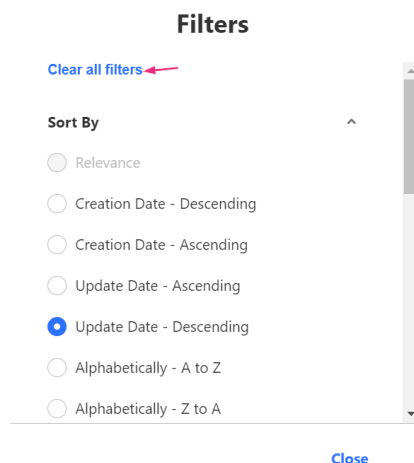 Filters
Clear all filters
Sort By
Relevance
Creation Date - Descending
Creation Date - Ascending
Update Date - Ascending
Update Date - Descending
Alphabetically - A to Z
Alphabetically - Z to A
Close